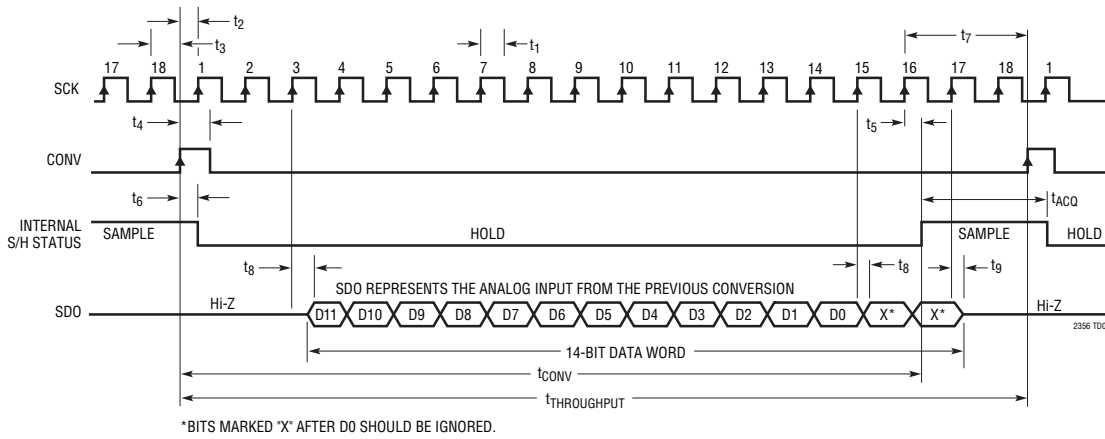 t2
t3
t1
t7
17 18 1 2 3 4 5 6 7 8 9 10 11 12 13 14 15 16 17 18 1
SCK
t4
t5
CONV
t6
tACQ
INTERNAL
S/H STATUS
SAMPLE HOLD SAMPLE HOLD
t8
t8
t9
SDO REPRESENTS THE ANALOG INPUT FROM THE PREVIOUS CONVERSION
SDO
Hi-Z D11 D10 D9 D8 D7 D6 D5 D4 D3 D2 D1 D0 X* X* Hi-Z
2356 TD01
14-BIT DATA WORD
tCONV
tTHROUGHPUT
*BITS MARKED "X" AFTER D0 SHOULD BE IGNORED.